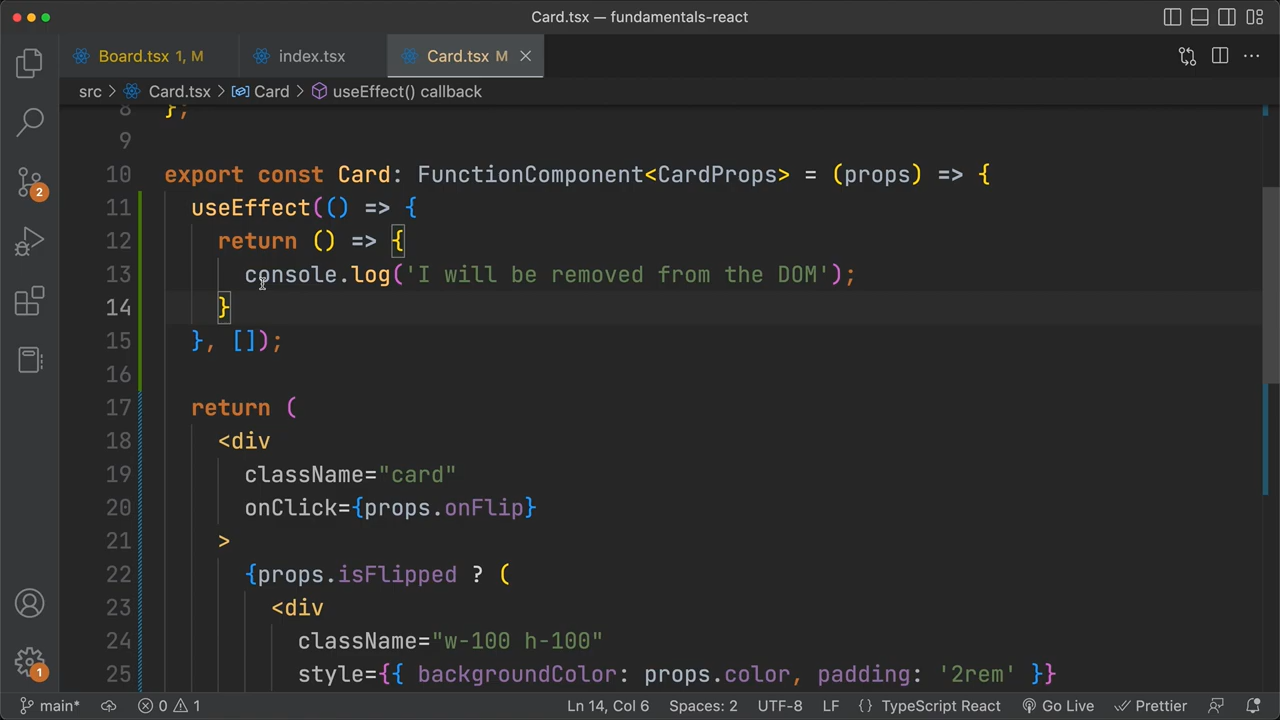 Card.tsx — fundamentals-react
Board.tsx 1, M
index.tsx
Card.tsx M
src > Card.tsx > Card > useEffect() callback
8 };
9
10 export const Card: FunctionComponent<CardProps> = (props) => {
11 useEffect(() => {
12 return () => {
13 console.log('I will be removed from the DOM');
14 }
15 }, []);
16
17 return (
18 <div
19 className="card"
20 onClick={props.onFlip}
21 >
22 {props.isFlipped ? (
23 <div
24 className="w-100 h-100"
25 style={{ backgroundColor: props.color, padding: '2rem' }}
2
1
main* 0 1 Ln 14, Col 6 Spaces: 2 UTF-8 LF {} TypeScript React Go Live Prettier